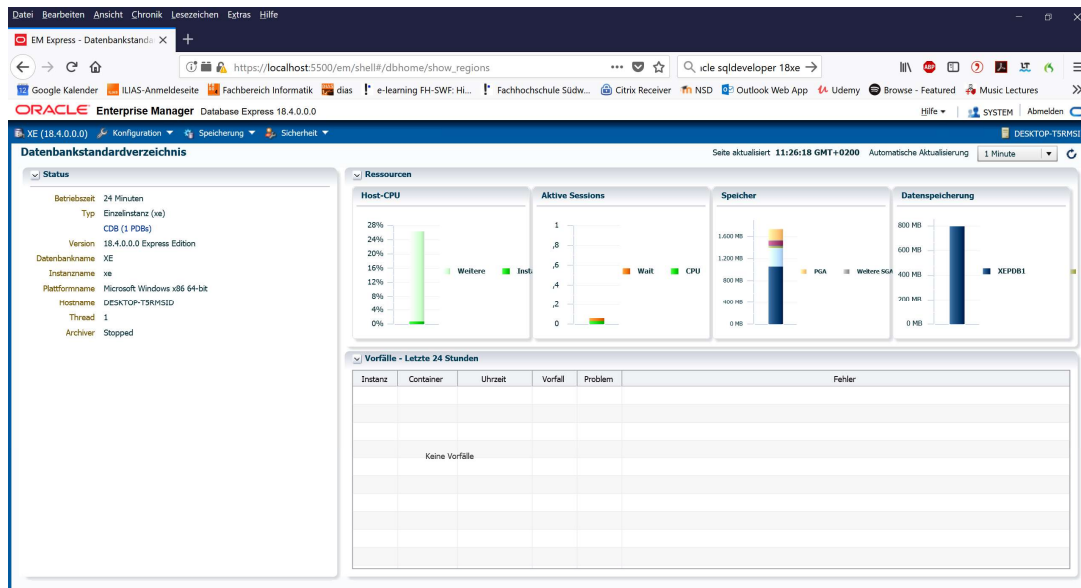 Datei Bearbeiten Ansicht Chronik Lesezeichen Extras Hilfe
EM Express - Datenbankstanda
https://localhost:5500/em/shell#/dbhome/show_regions
icle sqldeveloper 18xe
Google Kalender ILIAS-Anmeldeseite Fachbereich Informatik dias e-learning FH-SWF: Hi... Fachhochschule Südw... Citrix Receiver NSD Outlook Web App Udemy Browse - Featured Music Lectures
ORACLE Enterprise Manager Database Express 18.4.0.0.0
Hilfe SYSTEM Abmelden
XE (18.4.0.0.0) Konfiguration Speicherung Sicherheit
DESKTOP-T5RMSI
Datenbankstandardverzeichnis
Seite aktualisiert 11:26:18 GMT+0200 Automatische Aktualisierung 1 Minute
Status
Betriebszeit 24 Minuten
Typ Einzelinstanz (xe)
CDB (1 PDBs)
Version 18.4.0.0.0 Express Edition
Datenbankname XE
Instanzname xe
Plattformname Microsoft Windows x86 64-bit
Hostname DESKTOP-T5RMSID
Thread 1
Archiver Stopped
Ressourcen
Host-CPU
28%
24%
20%
16%
12%
8%
4%
0%
Weitere Inst
Aktive Sessions
1
,8
,6
,4
,2
0
Wait CPU
Speicher
1.600 MB
1.200 MB
800 MB
400 MB
0 MB
PGA Weitere SGA
Datenspeicherung
800 MB
600 MB
400 MB
200 MB
0 MB
XEPDB1
Vorfälle - Letzte 24 Stunden
Instanz Container Uhrzeit Vorfall Problem Fehler
Keine Vorfälle